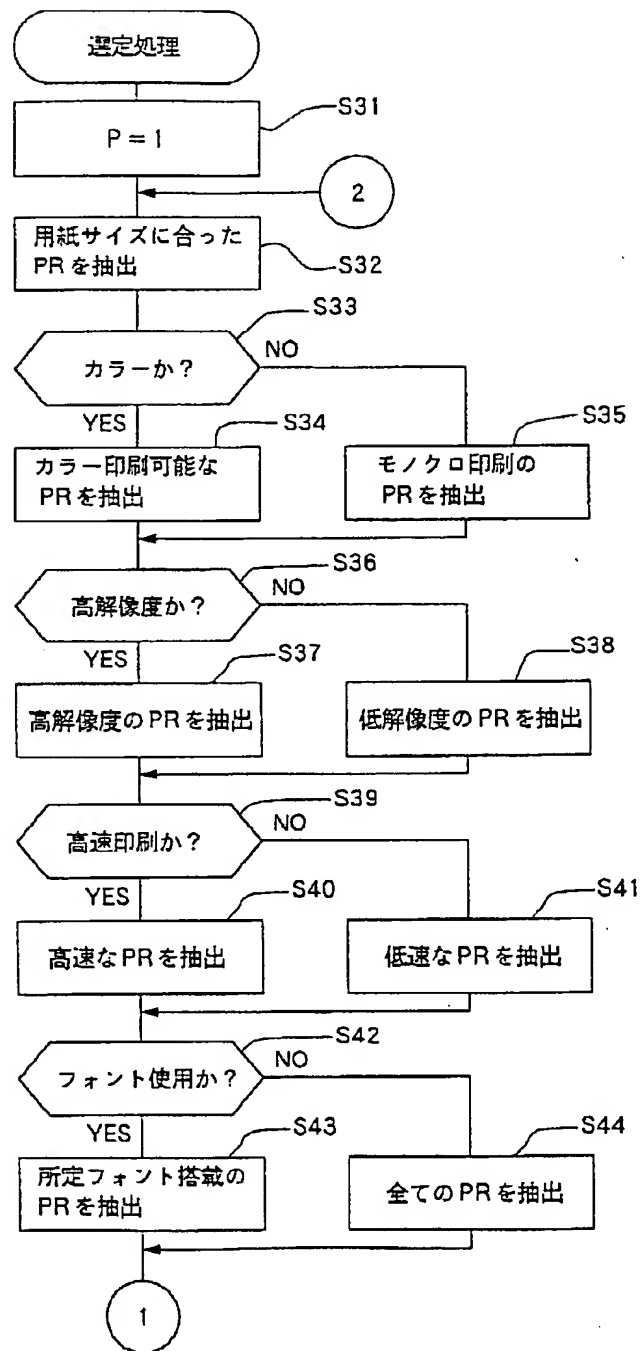 選定処理
S31
P=1
2
用紙サイズに合った
PRを抽出
S32
S33
カラーか?
NO
YES
S34
S35
カラー印刷可能な
PRを抽出
モノクロ印刷の
PRを抽出
S36
高解像度か?
NO
YES
S37
S38
高解像度のPRを抽出
低解像度のPRを抽出
S39
高速印刷か?
NO
YES
S40
S41
高速なPRを抽出
低速なPRを抽出
S42
フォント使用か?
NO
YES
S43
S44
所定フォント搭載の
PRを抽出
全てのPRを抽出
1